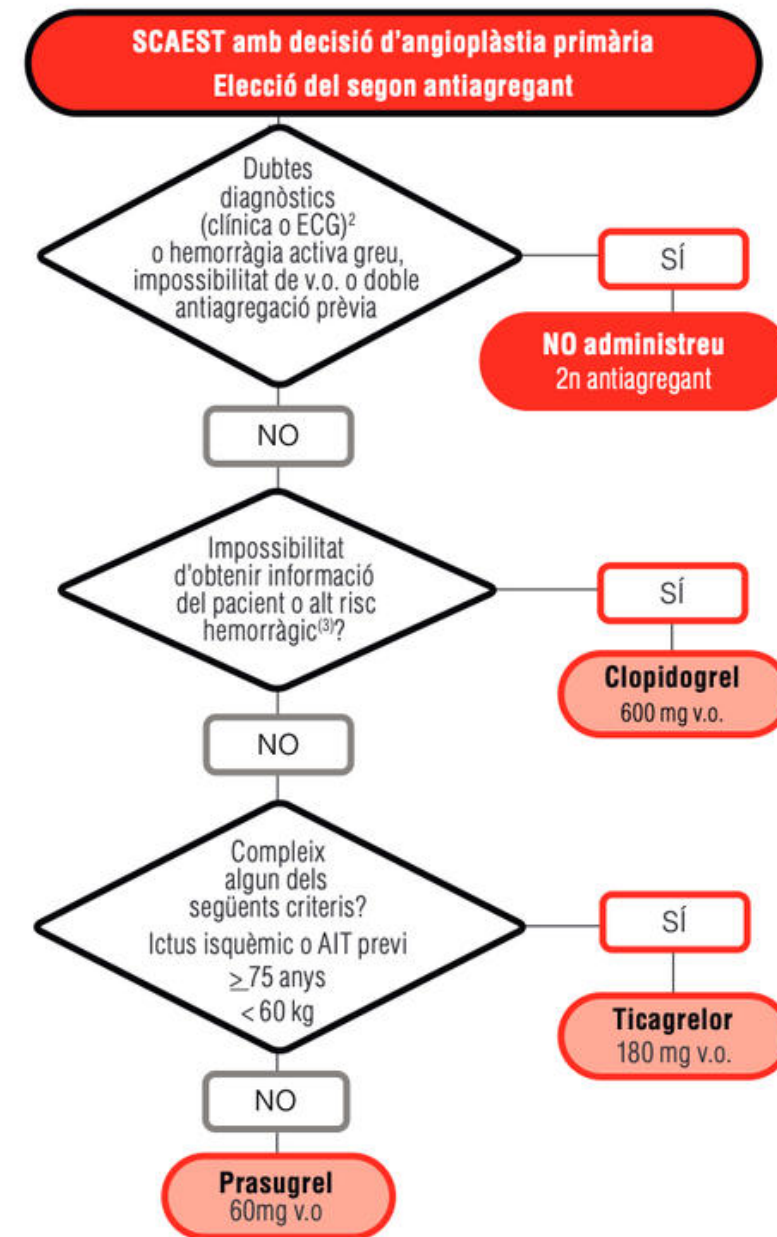 SCAEST amb decisió d'angioplàstia primària
Elecció del segon antiagregant
Dubtes
diagnòstics
(clínica o ECG)²
o hemorràgia activa greu,
impossibilitat de v.o. o doble
antiagregació prèvia
SÍ
NO administreu
2n antiagregant
NO
Impossibilitat
d'obtenir informació
del pacient o alt risc
hemorràgic⁽³⁾?
SÍ
Clopidogrel
600 mg v.o.
NO
Compleix
algun dels
següents criteris?
Ictus isquèmic o AIT previ
≥75 anys
< 60 kg
SÍ
Ticagrelor
180 mg v.o.
NO
Prasugrel
60mg v.o